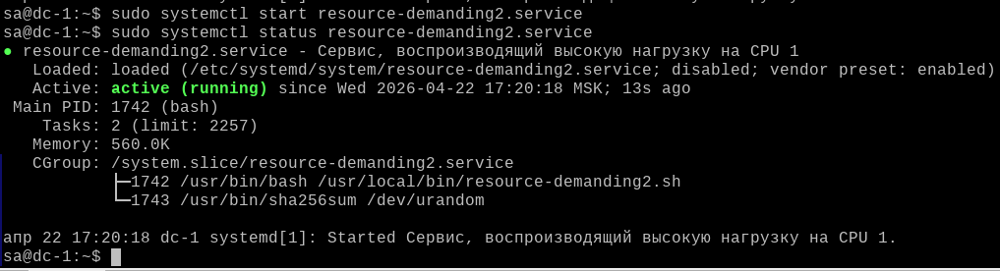 sa@dc-1:~$ sudo systemctl start resource-demanding2.service
sa@dc-1:~$ sudo systemctl status resource-demanding2.service
● resource-demanding2.service - Сервис, воспроизводящий высокую нагрузку на CPU 1
Loaded: loaded (/etc/systemd/system/resource-demanding2.service; disabled; vendor preset: enabled)
Active: active (running) since Wed 2026-04-22 17:20:18 MSK; 13s ago
Main PID: 1742 (bash)
Tasks: 2 (limit: 2257)
Memory: 560.0K
CGroup: /system.slice/resource-demanding2.service
├─1742 /usr/bin/bash /usr/local/bin/resource-demanding2.sh
└─1743 /usr/bin/sha256sum /dev/urandom
апр 22 17:20:18 dc-1 systemd[1]: Started Сервис, воспроизводящий высокую нагрузку на CPU 1.
sa@dc-1:~$